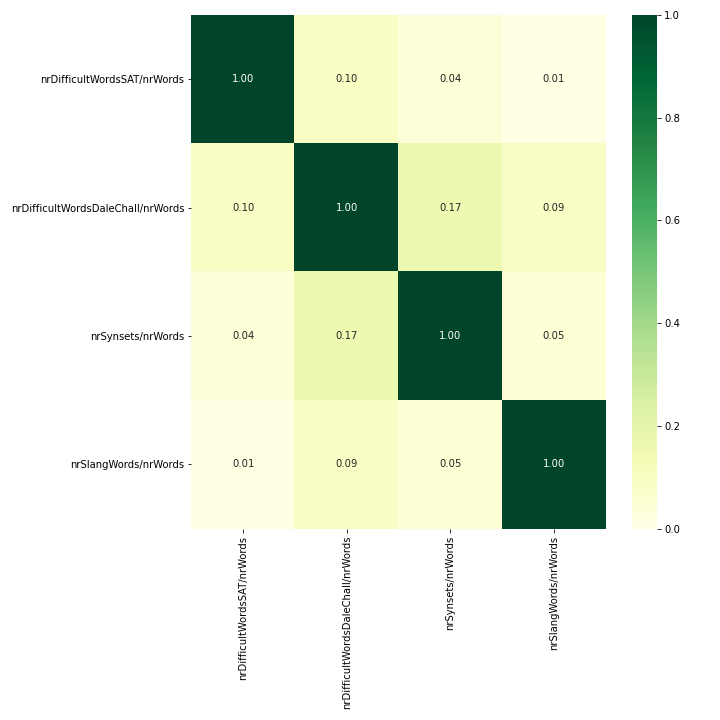 nrDifficultWordsSAT/nrWords 1.00 0.10 0.04 0.01
nrDifficultWordsDaleChall/nrWords 0.10 1.00 0.17 0.09
nrSynsets/nrWords 0.04 0.17 1.00 0.05
nrSlangWords/nrWords 0.01 0.09 0.05 1.00
nrDifficultWordsSAT/nrWords
nrDifficultWordsDaleChall/nrWords
nrSynsets/nrWords
nrSlangWords/nrWords
1.0
0.8
0.6
0.4
0.2
0.0